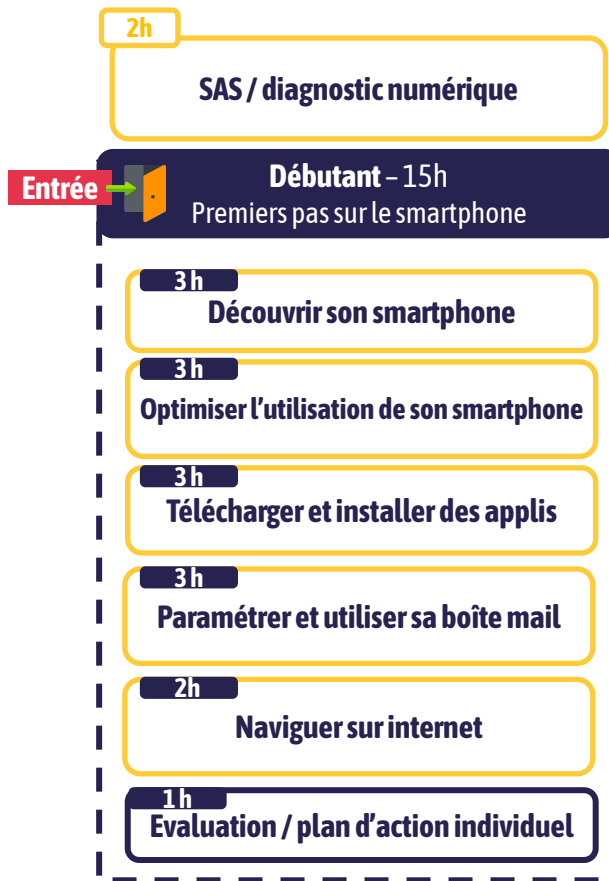 2h
SAS / diagnostic numérique
Entrée
Débutant – 15h
Premiers pas sur le smartphone
3 h
Découvrir son smartphone
3 h
Optimiser l’utilisation de son smartphone
3 h
Télécharger et installer des applis
3 h
Paramétrer et utiliser sa boîte mail
2h
Naviguer sur internet
1 h
Evaluation / plan d’action individuel